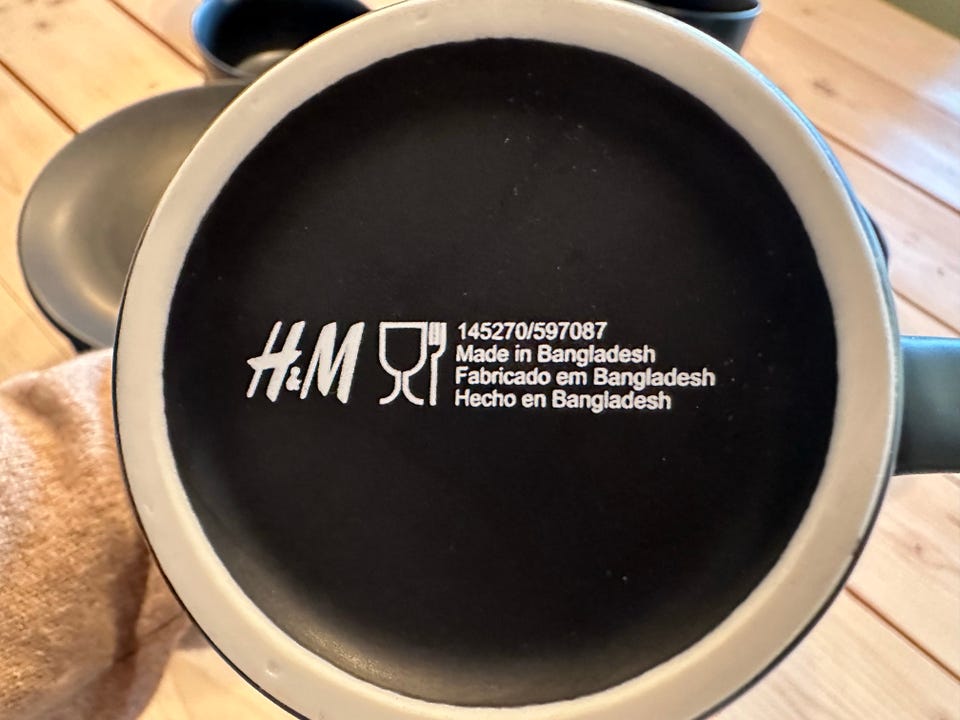 H&M
145270/597087
Made in Bangladesh
Fabricado em Bangladesh
Hecho en Bangladesh